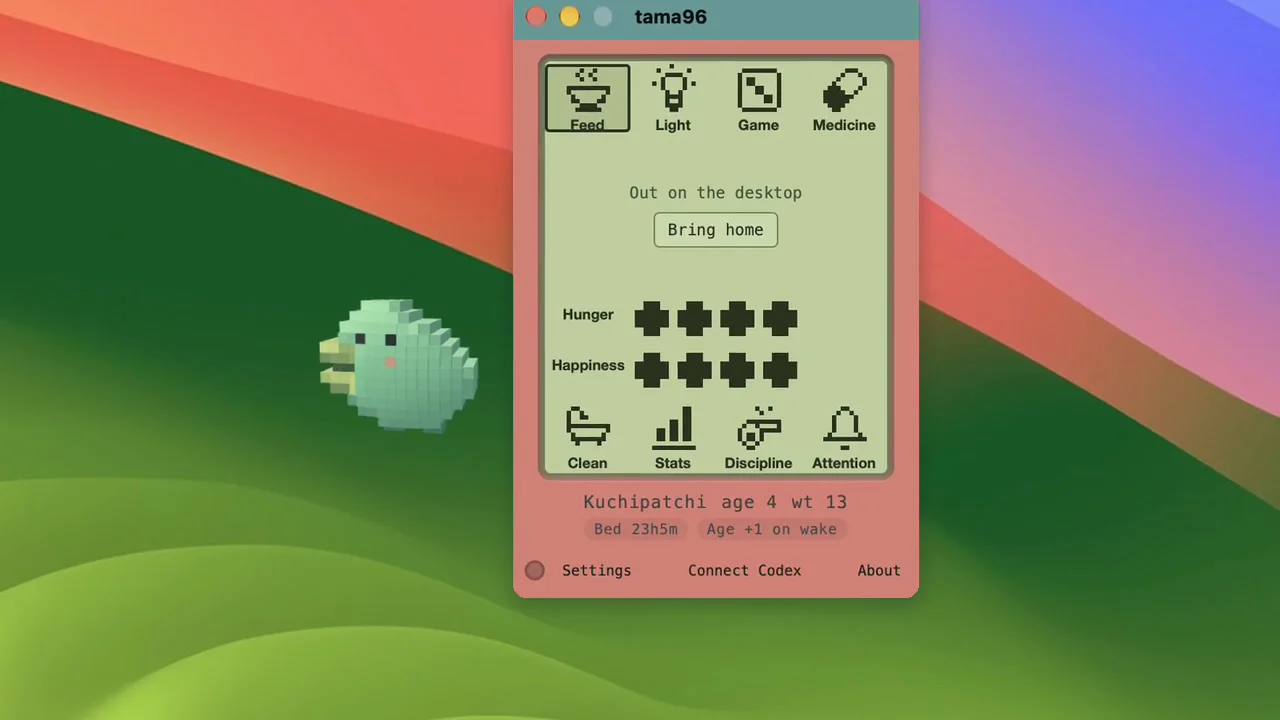 tama96
Feed Light Game Medicine
Out on the desktop
Bring home
Hunger
Happiness
Clean Stats Discipline Attention
Kuchipatchi age 4 wt 13
Bed 23h5m Age +1 on wake
Settings Connect Codex About